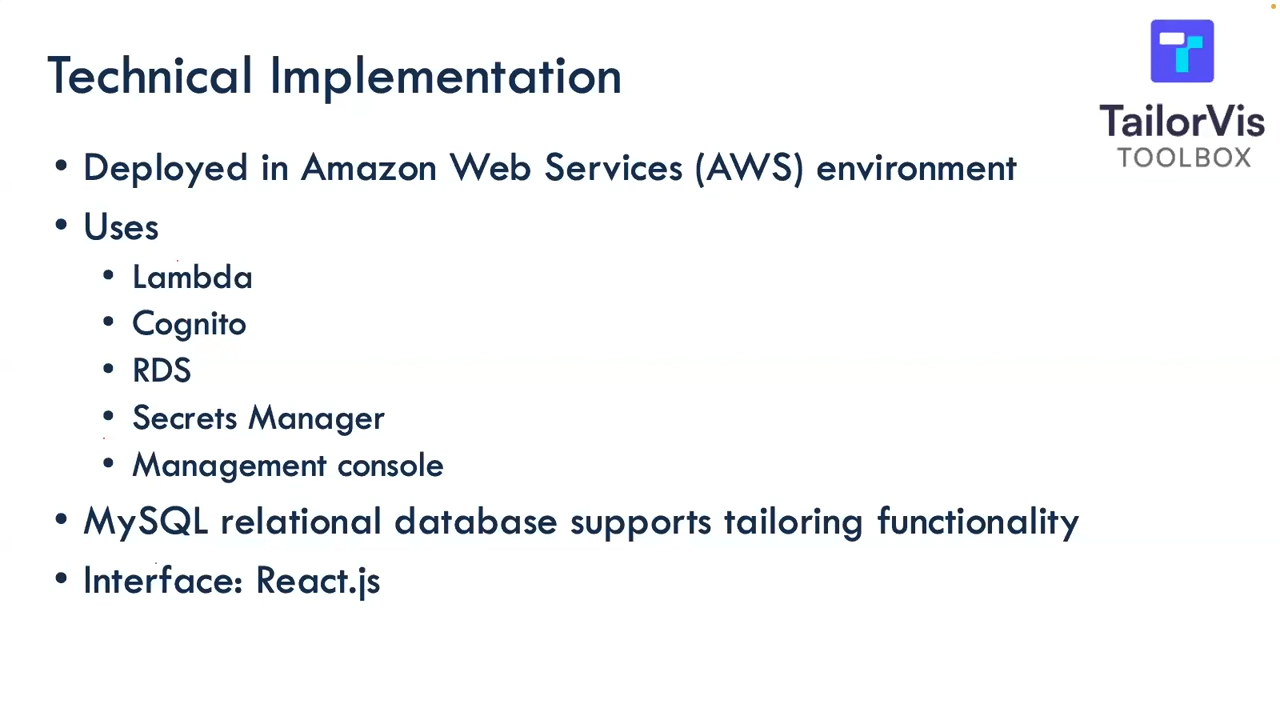 Technical Implementation
TailorVis
TOOLBOX
• Deployed in Amazon Web Services (AWS) environment
• Uses
• Lambda
• Cognito
• RDS
• Secrets Manager
• Management console
• MySQL relational database supports tailoring functionality
• Interface: React.js